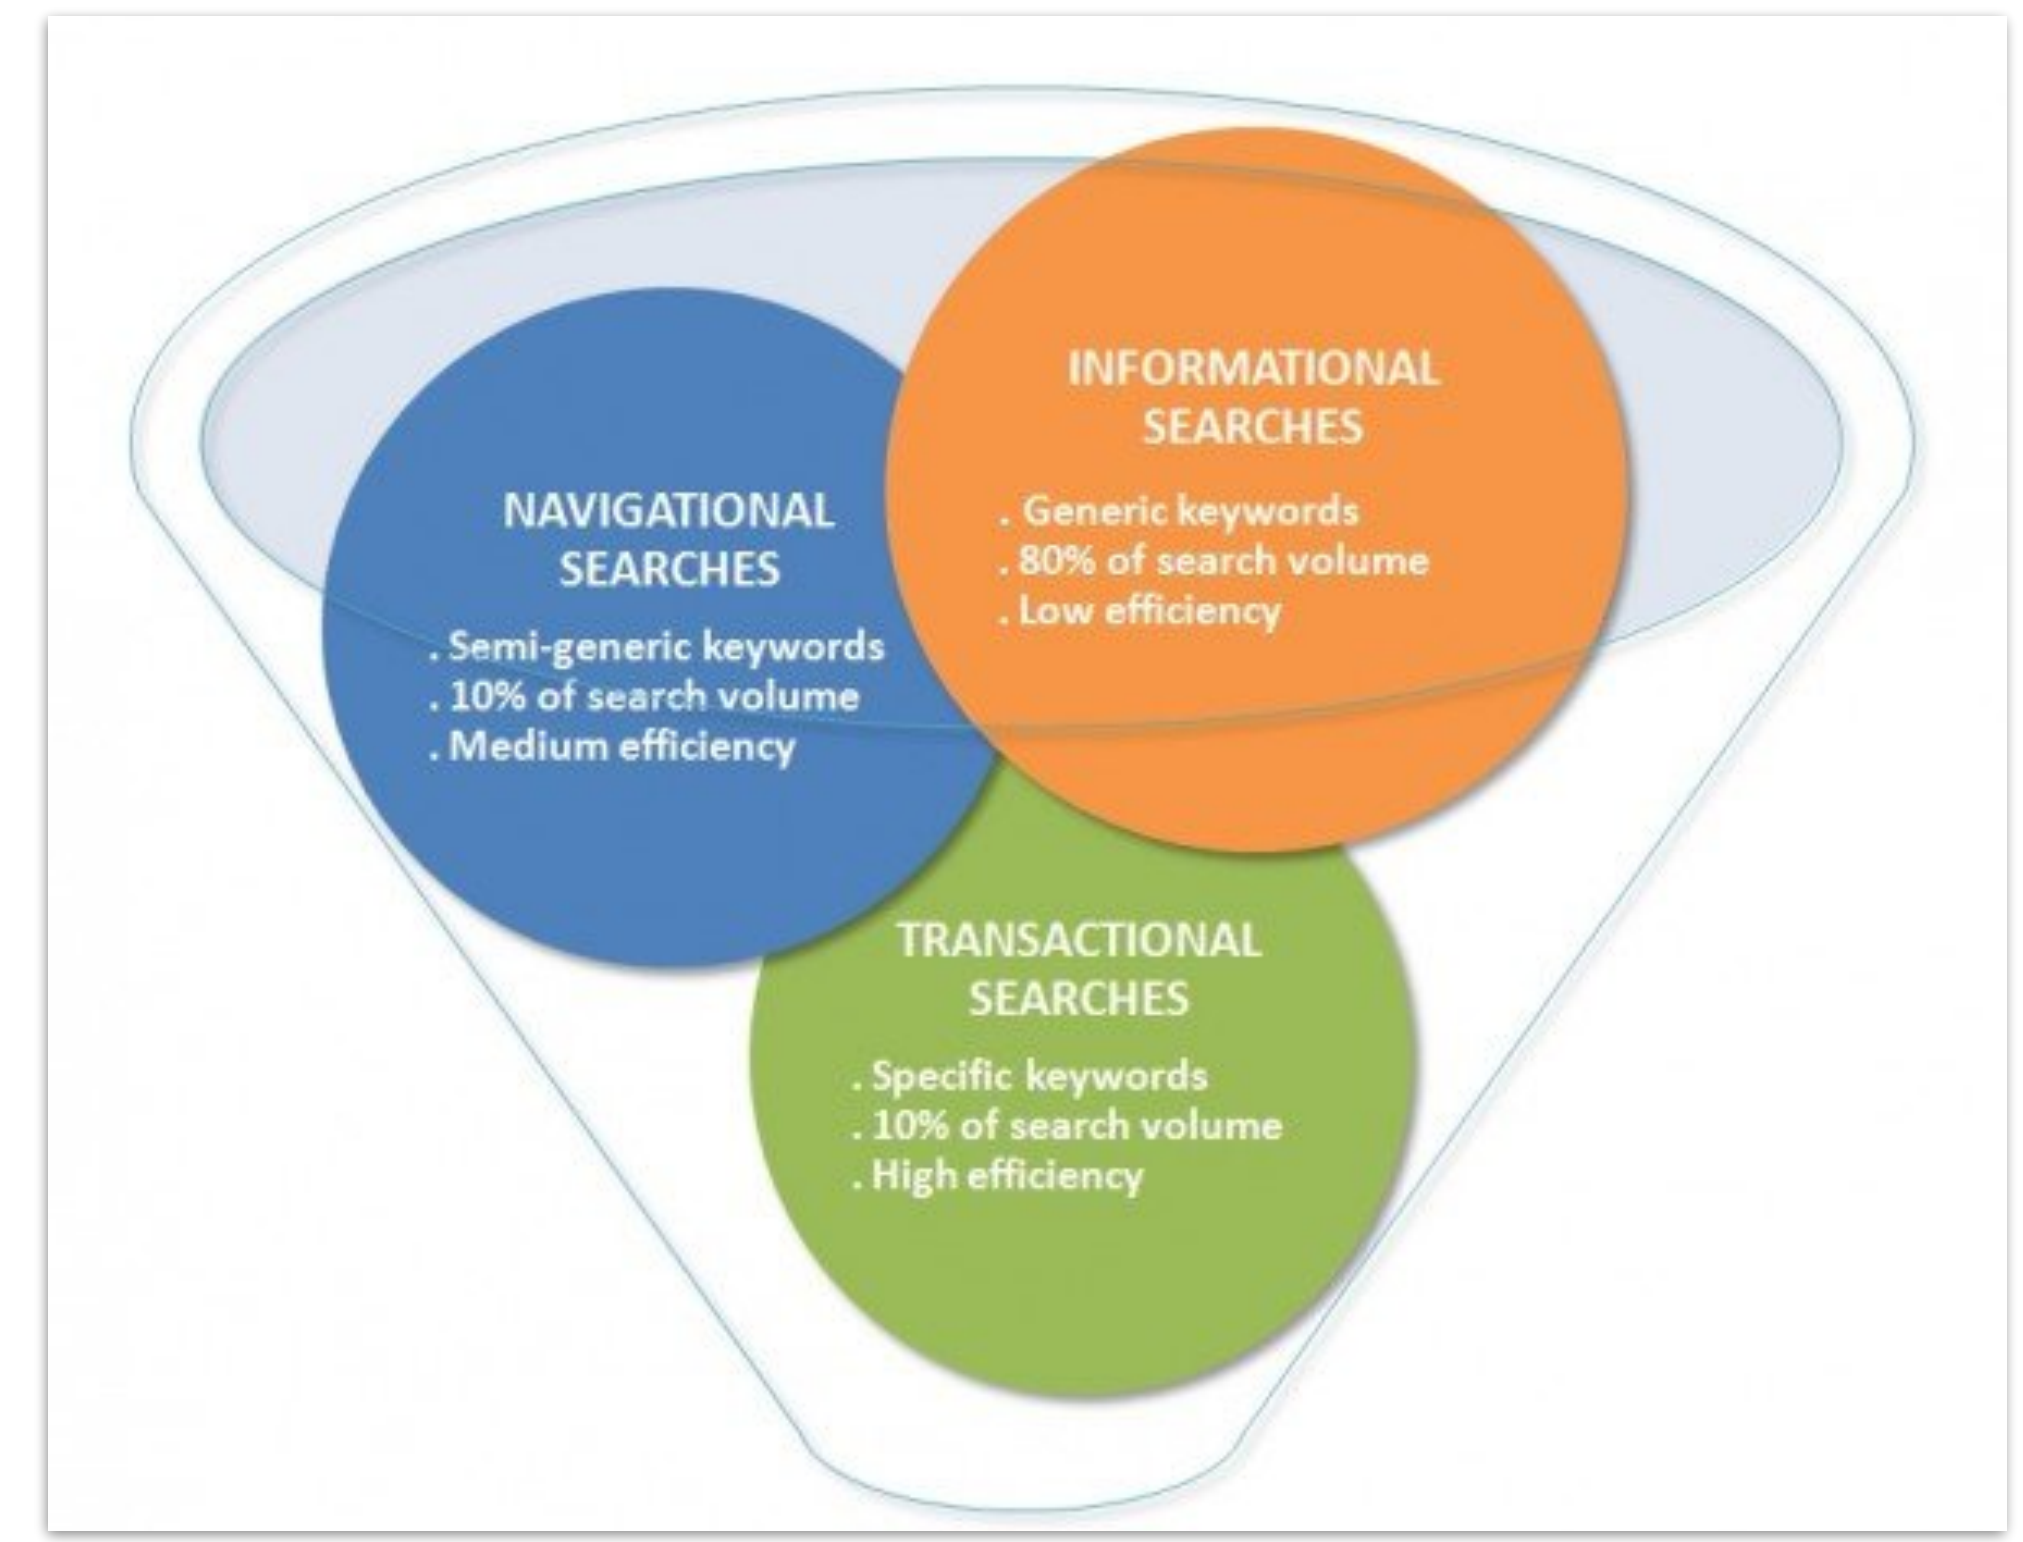 INFORMATIONAL
SEARCHES
. Generic keywords
. 80% of search volume
. Low efficiency
NAVIGATIONAL
SEARCHES
. Semi-generic keywords
. 10% of search volume
. Medium efficiency
TRANSACTIONAL
SEARCHES
. Specific keywords
. 10% of search volume
. High efficiency